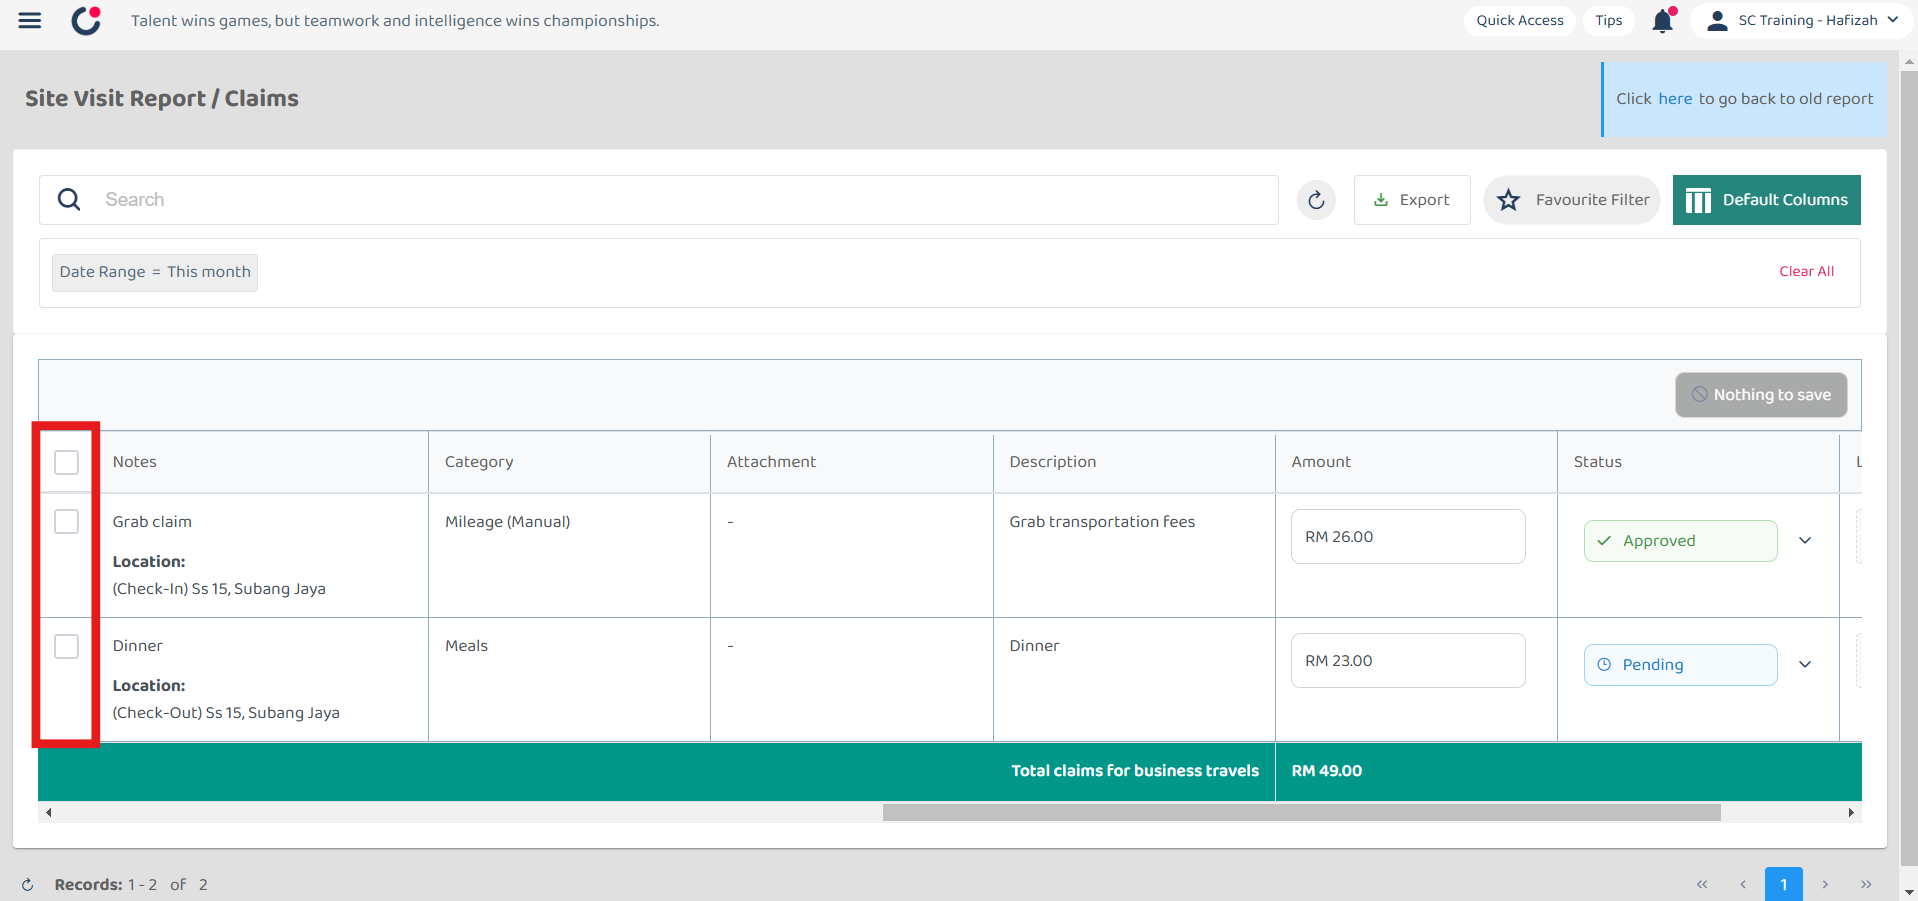 Talent wins games, but teamwork and intelligence wins championships.
Quick Access
Tips
SC Training - Hafizah
Site Visit Report / Claims
Click here to go back to old report
Search
Export
Favourite Filter
Default Columns
Date Range = This month
Clear All
Nothing to save
Notes
Category
Attachment
Description
Amount
Status
Grab claim
Location:
(Check-In) Ss 15, Subang Jaya
Mileage (Manual)
-
Grab transportation fees
RM 26.00
Approved
Dinner
Location:
(Check-Out) Ss 15, Subang Jaya
Meals
-
Dinner
RM 23.00
Pending
Total claims for business travels
RM 49.00
Records: 1 - 2 of 2
« ‹ 1 › »